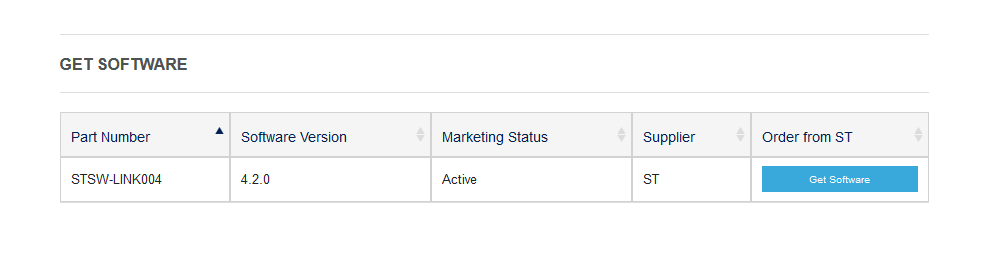 GET SOFTWARE
Part Number Software Version Marketing Status Supplier Order from ST
STSW-LINK004 4.2.0 Active ST Get Software